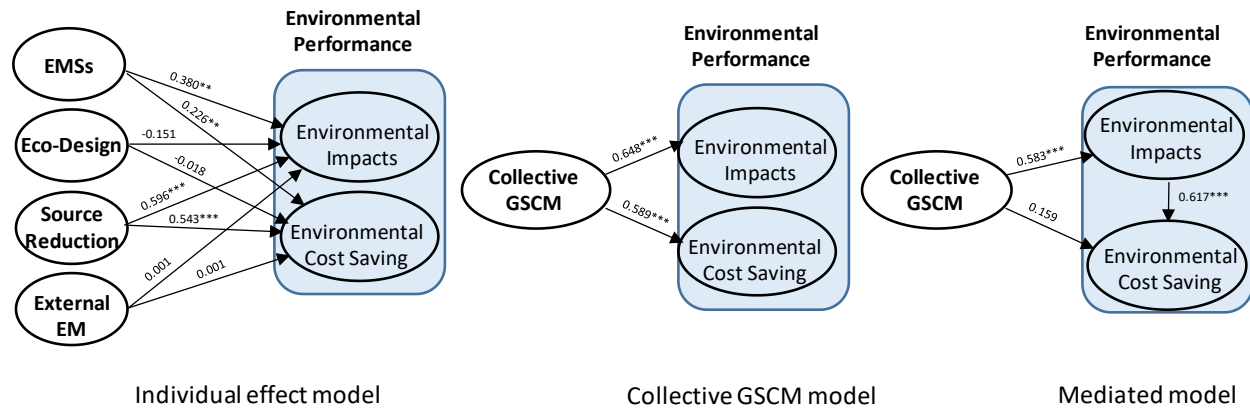 Environmental
Performance
EMSs
Eco-Design
Source
Reduction
External
EM
0.380**
0.226**
-0.151
-0.018
0.596***
0.543***
0.001
0.001
Environmental
Impacts
Environmental
Cost Saving
Individual effect model
Environmental
Performance
Collective
GSCM
0.648***
0.589***
Environmental
Impacts
Environmental
Cost Saving
Collective GSCM model
Environmental
Performance
Collective
GSCM
0.583***
0.159
0.617***
Environmental
Impacts
Environmental
Cost Saving
Mediated model